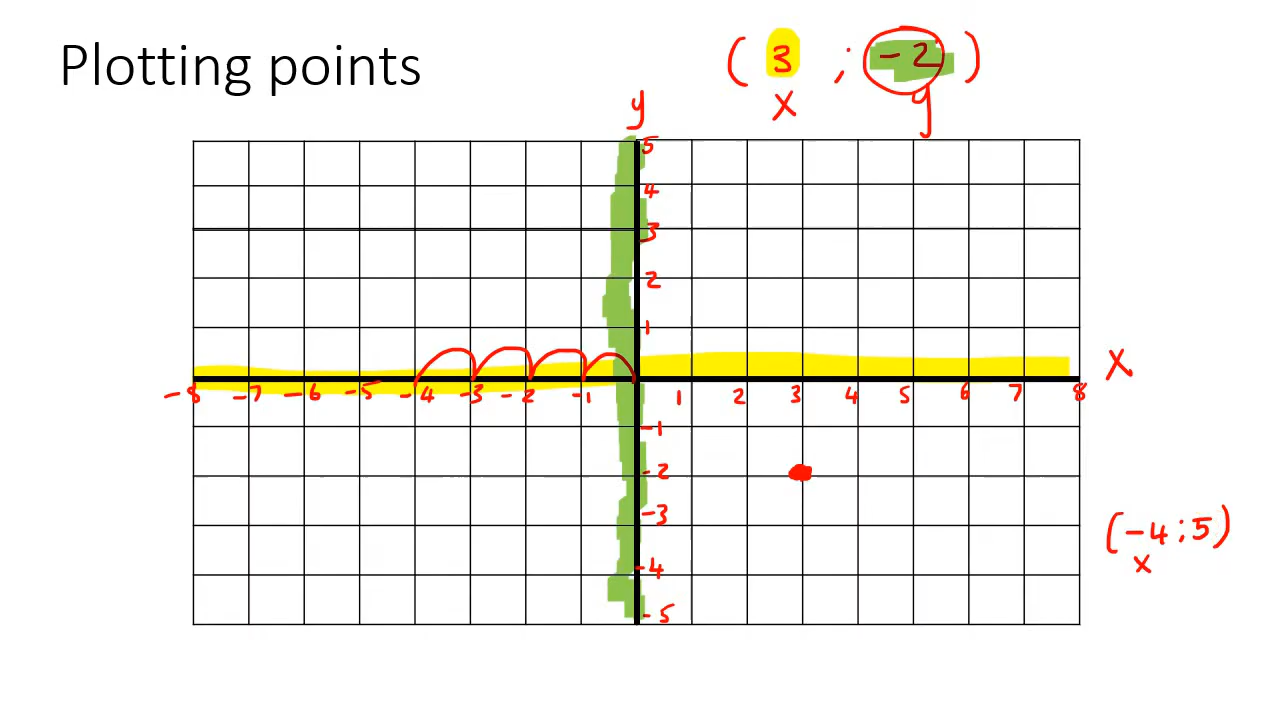 Plotting points
( 3 ; -2 )
x y
y
5
4
3
2
1
x
-8 -7 -6 -5 -4 -3 -2 -1 1 2 3 4 5 6 7 8
-1
-2
-3
-4
-5
(-4;5)
x